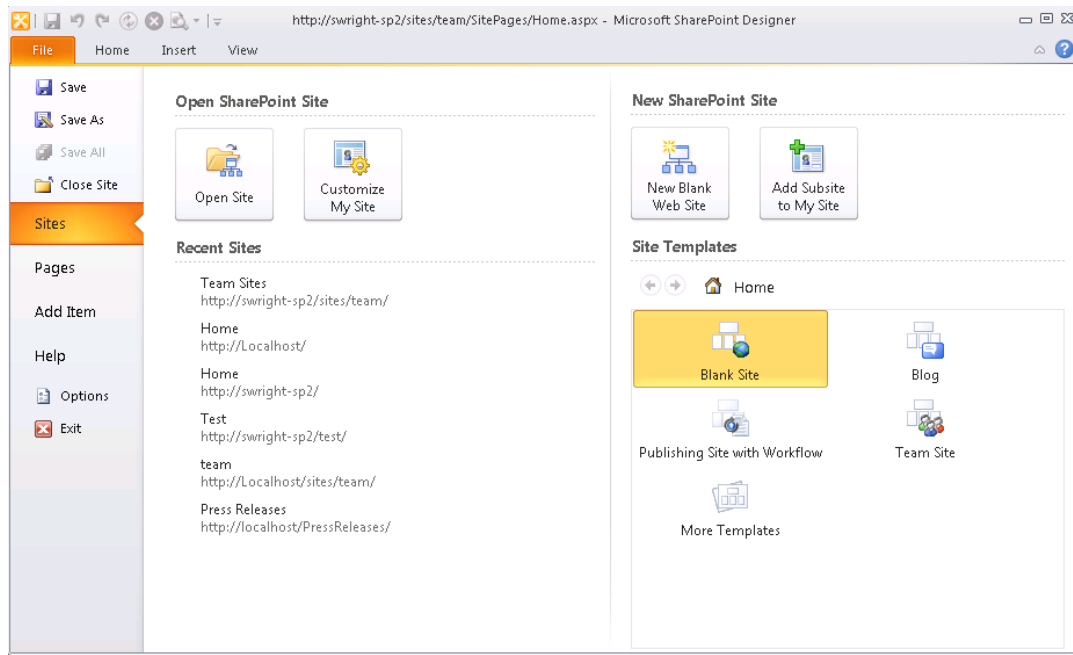 http://swright-sp2/sites/team/SitePages/Home.aspx - Microsoft SharePoint Designer
File Home Insert View
Save
Save As
Save All
Close Site
Sites
Pages
Add Item
Help
Options
Exit
Open SharePoint Site
Open Site
Customize
My Site
Recent Sites
Team Sites
http://swright-sp2/sites/team/
Home
http://Localhost/
Home
http://swright-sp2/
Test
http://swright-sp2/test/
team
http://Localhost/sites/team/
Press Releases
http://localhost/PressReleases/
New SharePoint Site
New Blank
Web Site
Add Subsite
to My Site
Site Templates
Home
Blank Site
Blog
Publishing Site with Workflow
Team Site
More Templates